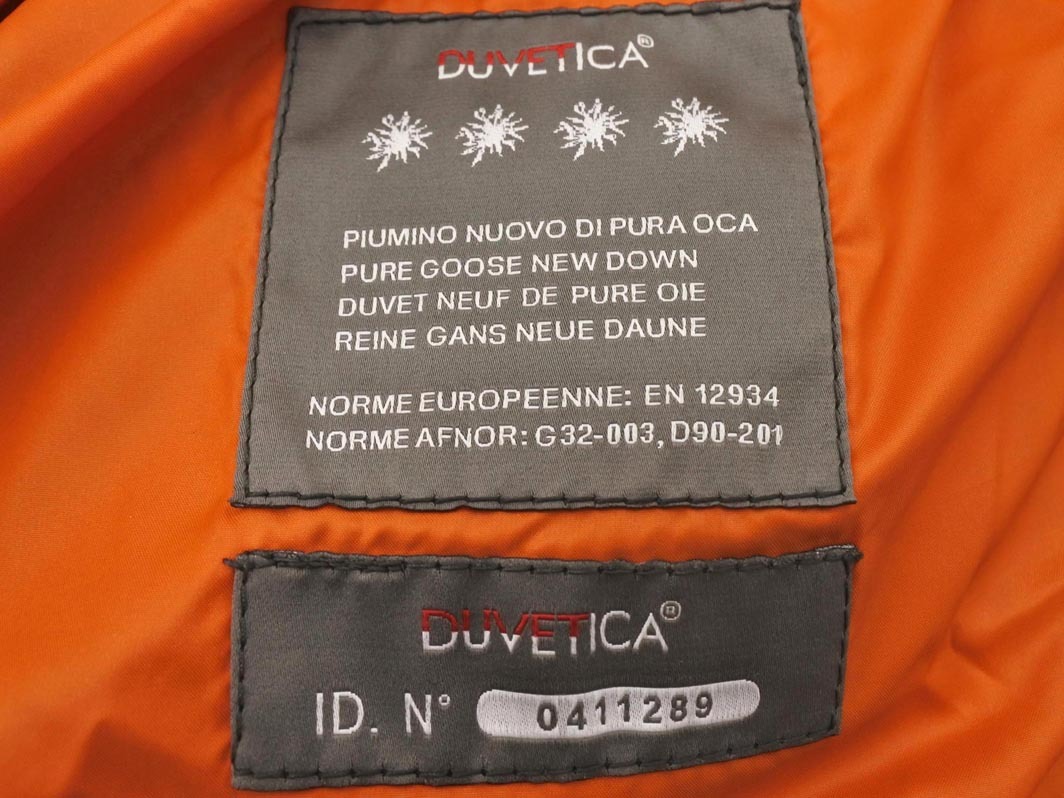 DUVETICA®
PIUMINO NUOVO DI PURA OCA
PURE GOOSE NEW DOWN
DUVET NEUF DE PURE OIE
REINE GANS NEUE DAUNE
NORME EUROPEENNE: EN 12934
NORME AFNOR: G32-003, D90-201
DUVETICA®
ID. N° 0411289